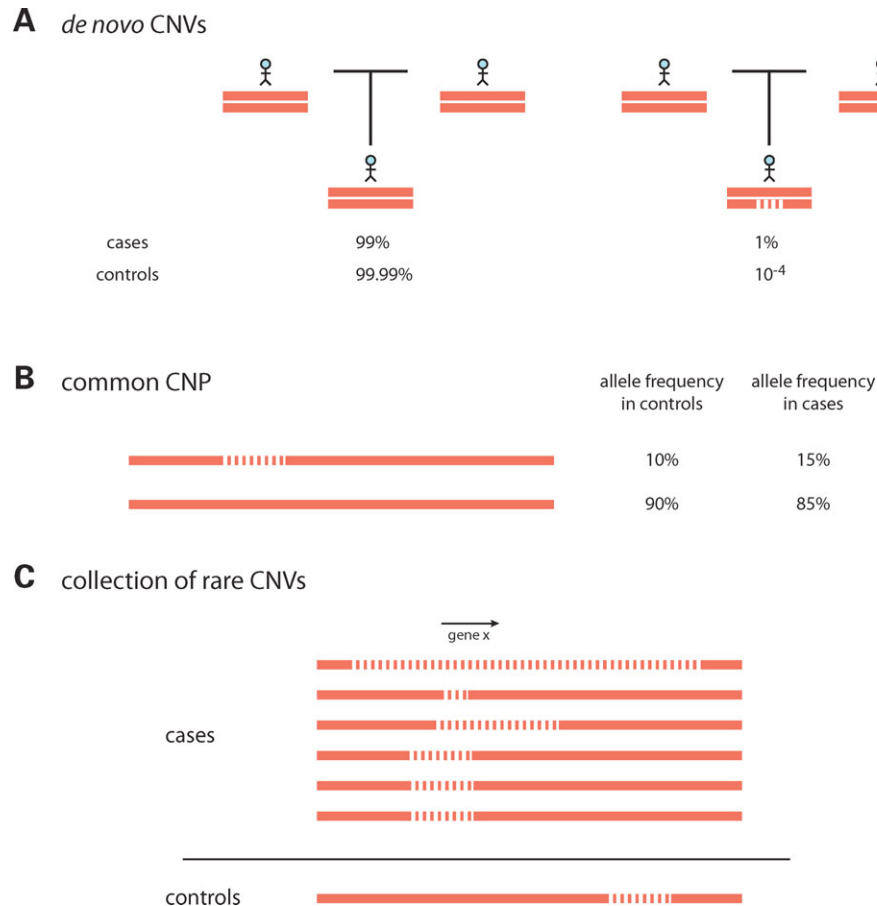 A de novo CNVs
cases 99% 1%
controls 99.99% 10⁻⁴
B common CNP
allele frequency in controls
allele frequency in cases
10% 15%
90% 85%
C collection of rare CNVs
gene x
cases
controls